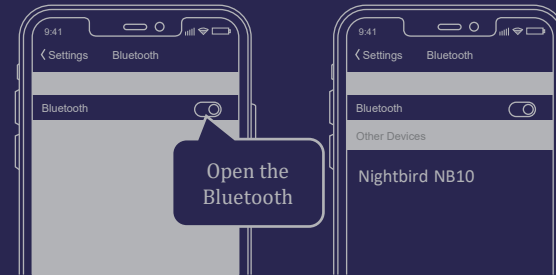 9:41
Settings Bluetooth
Bluetooth
Open the
Bluetooth
9:41
Settings Bluetooth
Bluetooth
Other Devices
Nightbird NB10